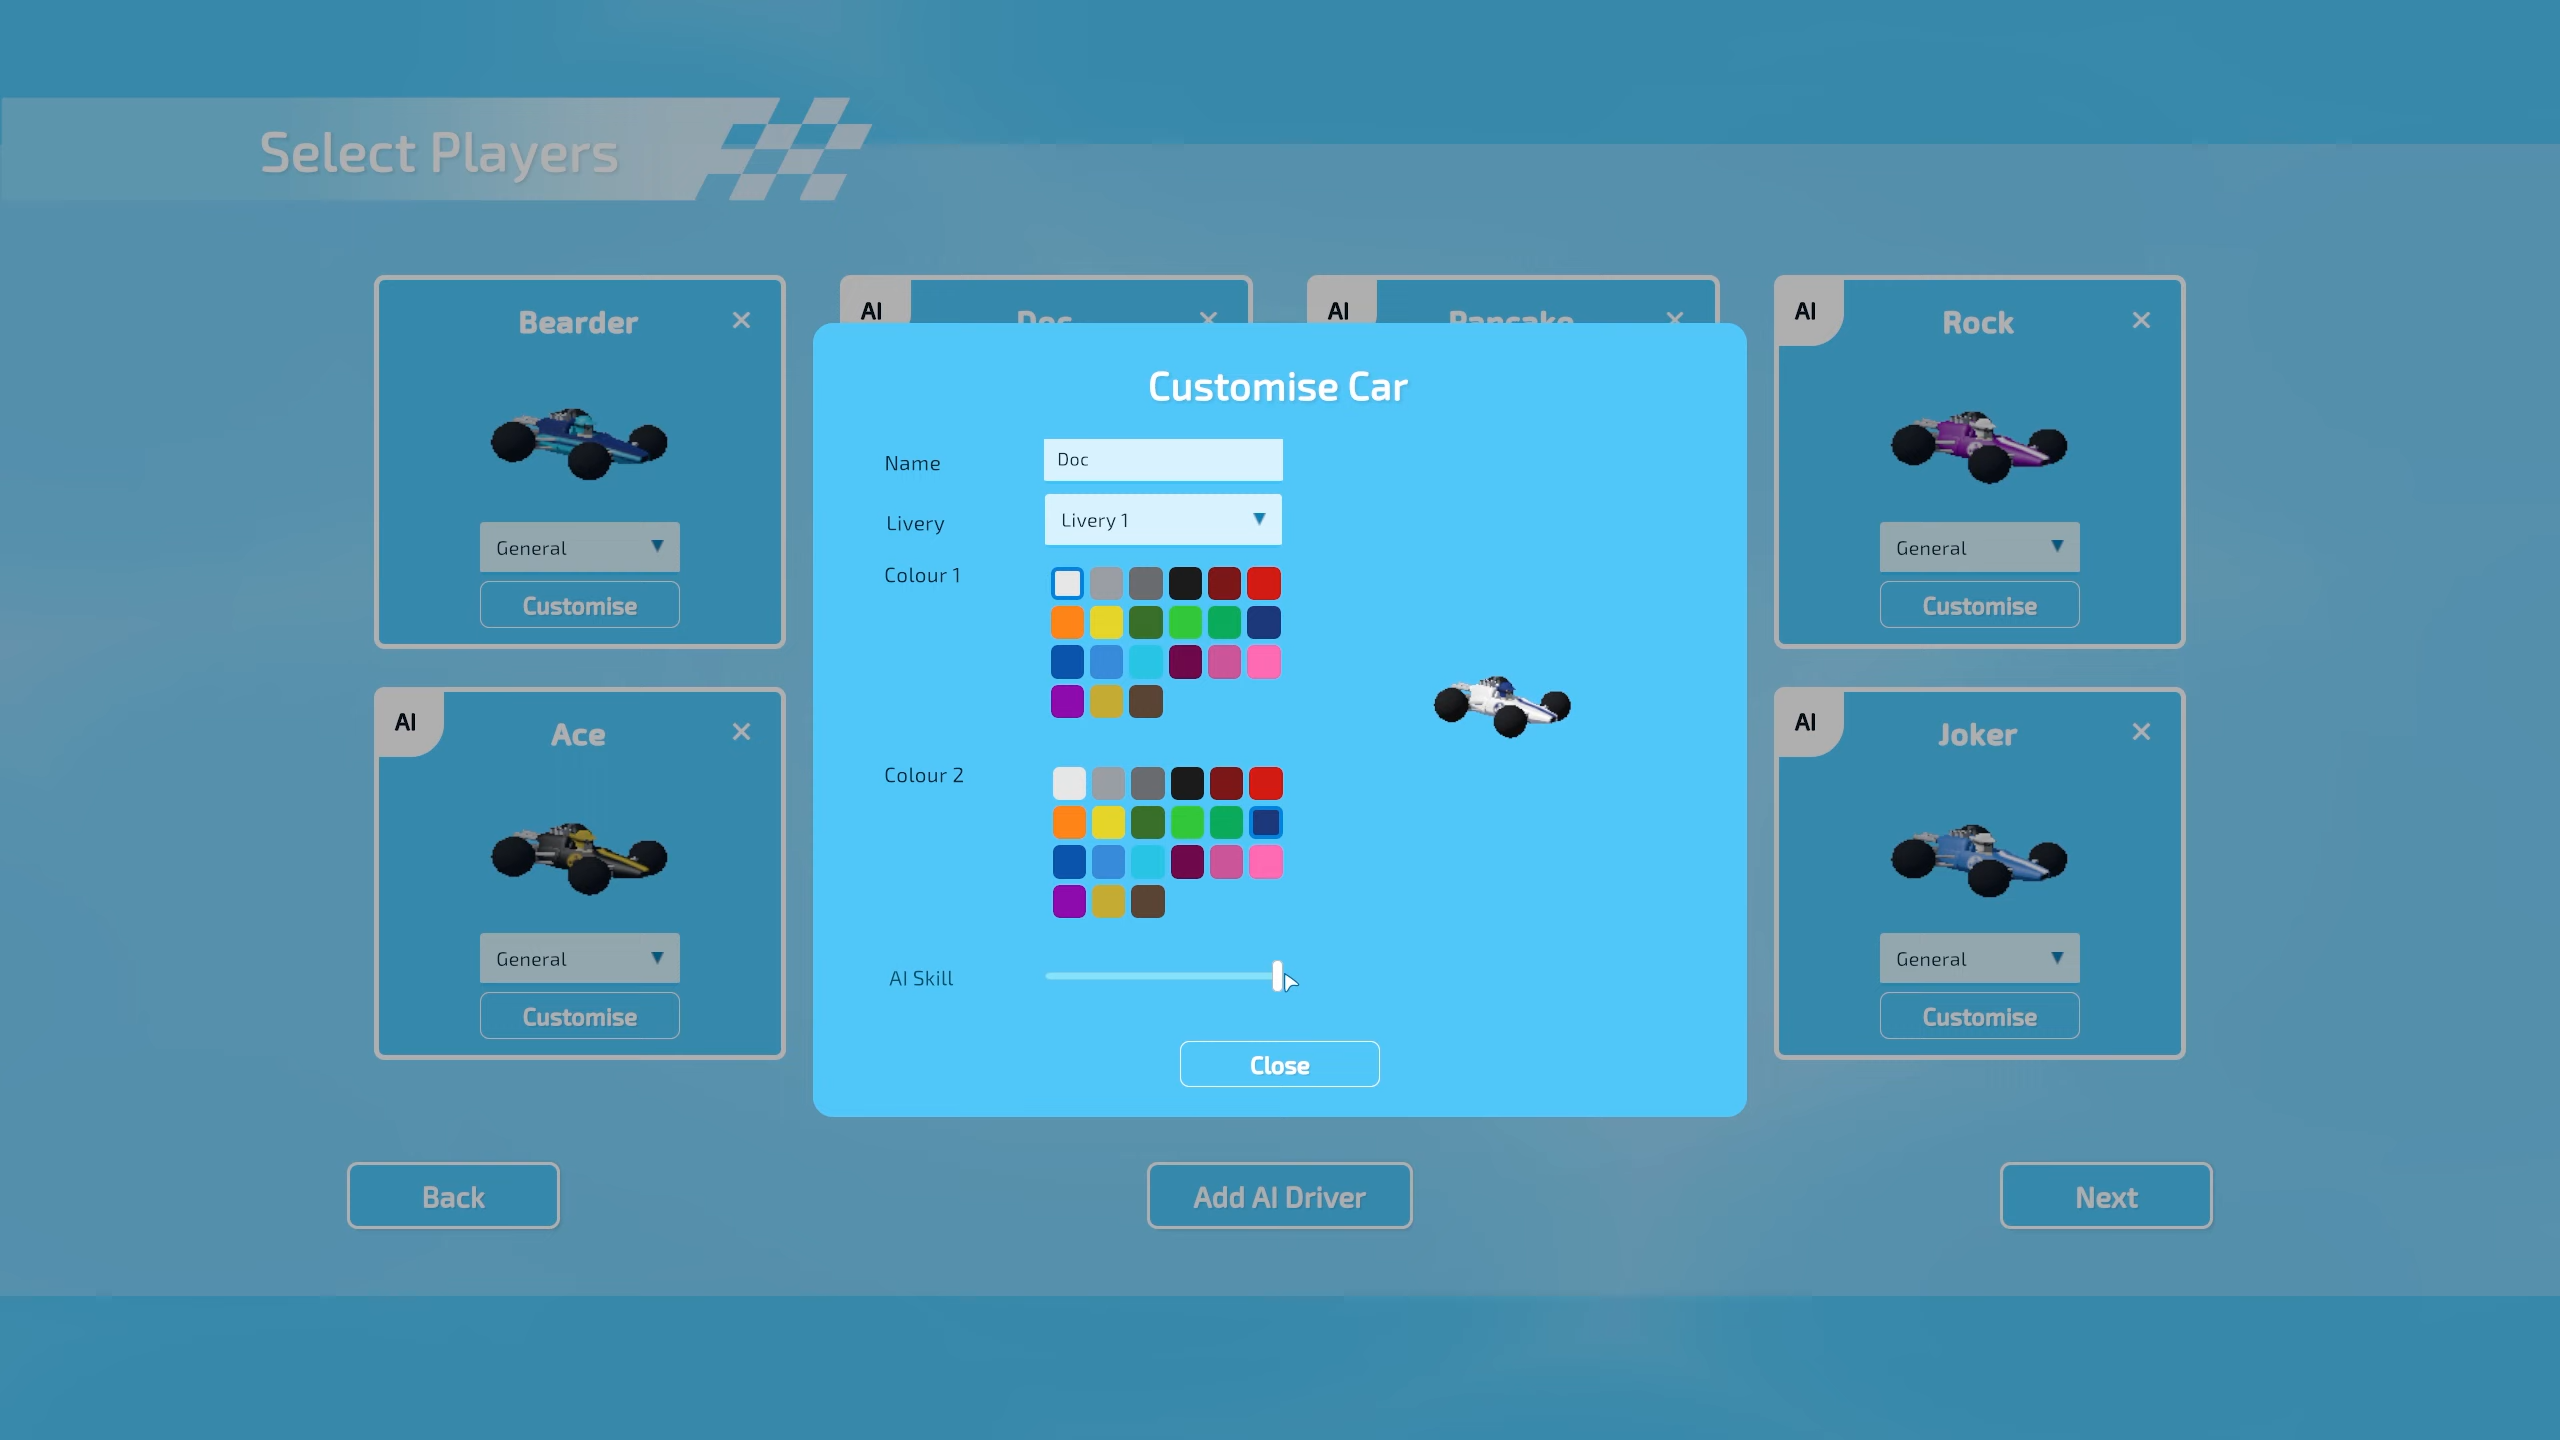 Select Players
Bearder
AI
Doc
AI
Pancake
AI
Rock
General
Customise
General
Customise
Customise Car
Name
Doc
Livery
Livery 1
Colour 1
Colour 2
AI Skill
Close
AI
Ace
General
Customise
AI
Joker
General
Customise
Back
Add AI Driver
Next